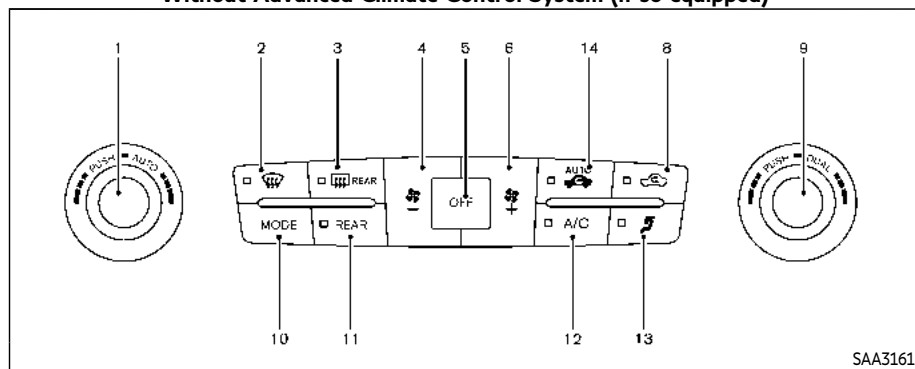 Without Advanced Climate Control System (if so equipped)
1 2 3 4 5 6 14 8 9
PUSH AUTO
REAR
OFF
AUTO
PUSH DUAL
MODE
REAR
A/C
10 11 12 13
SAA3161